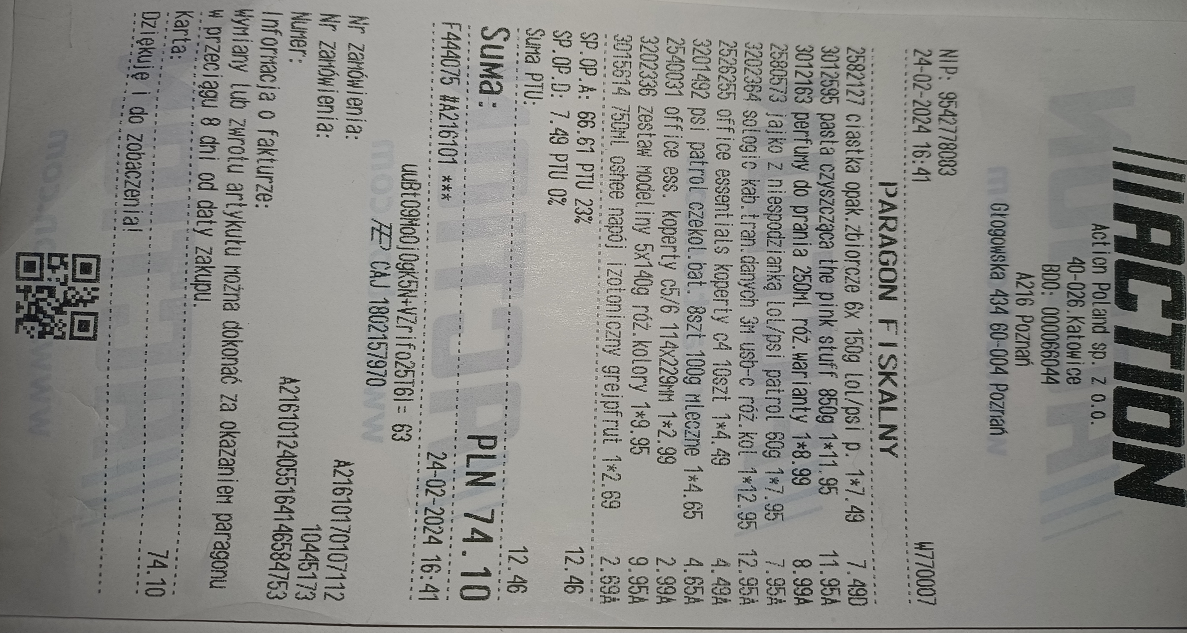 ACTION
Action Poland sp. z o.o.
40-028 Katowice
BDO: 000066044
A216 Poznań
Głogowska 434 60-004 Poznań
NIP: 9542778083
24-02-2024 16:41 W770007
PARAGON FISKALNY
2582127 ciastka opak.zbiorcze 6x 150g lol/psi p. 1*7.49 7.49D
3012595 pasta czyszcząca the pink stuff 850g 1*11.95 11.95A
3012163 perfumy do prania 250ml róż.warianty 1*8.99 8.99A
2580573 jajko z niespodzianką lol/psi patrol 60g 1*7.95 7.95A
3202364 sologic kab.tran.danych 3m usb-c róż.kol 1*12.95 12.95A
2526255 office essentials koperty c4 10szt 1*4.49 4.49A
3201492 psi patrol czekol.bat. 8szt 100g mleczne 1*4.65 4.65A
2540031 office ess. koperty c5/6 114x229mm 1*2.99 2.99A
3202336 zestaw modeliny 5x140g róż kolory 1*9.95 9.95A
3015614 750ml oshee napój izotoniczny grejpfrut 1*2.69 2.69A
SP.OP.A: 66.61 PTU 23% 12.46
SP.OP.D: 7.49 PTU 0%
Suma PTU: 12.46
SUMA: PLN 74.10
F444075 #A216101 *** 24-02-2024 16:41
uuBtO9MoOjOgk5N+VZrifo25T6I= 63
CAJ 1802157970
Nr zamówienia: A216101170107112
Nr zamówienia: 10445173
Numer: A2161012405516414658​4753
Informacja o fakturze:
Wymiany lub zwrotu artykułu można dokonać za okazaniem paragonu
w przeciągu 8 dni od daty zakupu.
Karta: 74.10
Dziękuję i do zobaczenia!